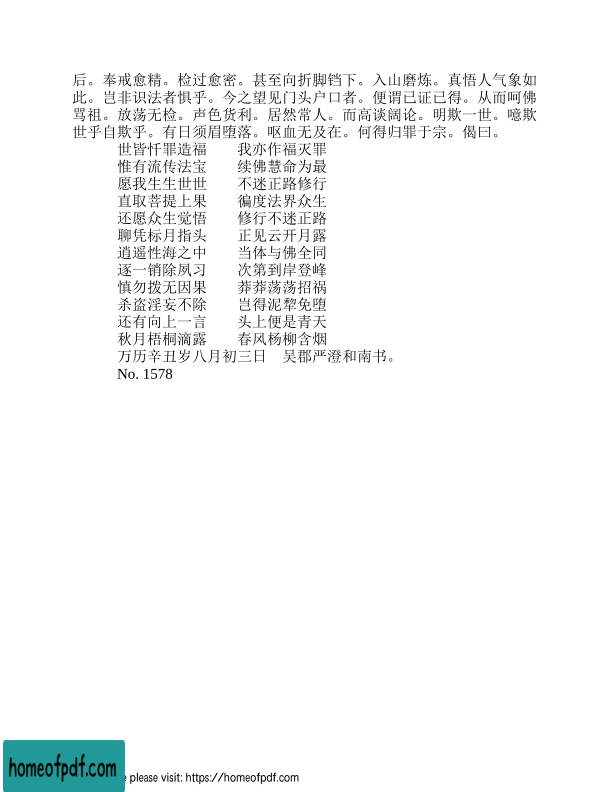 后。奉戒愈精。检过愈密。甚至向折脚铛下。入山磨炼。真悟人气象如
此。岂非识法者惧乎。今之望见门头户口者。便谓已证已得。从而呵佛
骂祖。放荡无检。声色货利。居然常人。而高谈阔论。明欺一世。噫欺
世乎自欺乎。有日须眉堕落。呕血无及在。何得归罪于宗。偈曰。
世皆忏罪造福　　我亦作福灭罪
惟有流传法宝　　续佛慧命为最
愿我生生世世　　不迷正路修行
直取菩提上果　　徧度法界众生
还愿众生觉悟　　修行不迷正路
聊凭标月指头　　正见云开月露
逍遥性海之中　　当体与佛全同
逐一销除夙习　　次第到岸登峰
慎勿拨无因果　　莽莽荡荡招祸
杀盗淫妄不除　　岂得泥犂免堕
还有向上一言　　头上便是青天
秋月梧桐滴露　　春风杨柳含烟
万历辛丑岁八月初三日　吴郡严澄和南书。
No. 1578
homeofpdf.com
please visit: https://homeofpdf.com